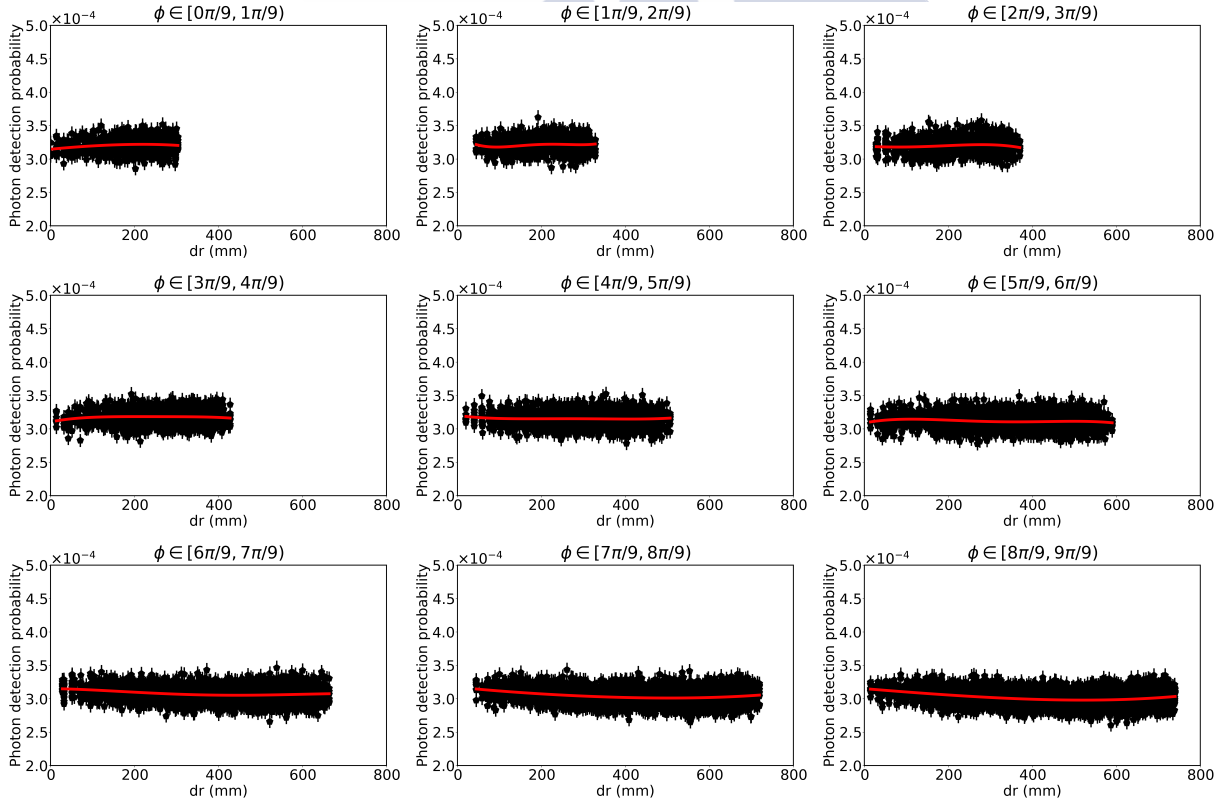 ϕ ∈ [0π/9, 1π/9)
×10⁻⁴
Photon detection probability
5.0
4.5
4.0
3.5
3.0
2.5
2.0
0 200 400 600 800
dr (mm)
ϕ ∈ [1π/9, 2π/9)
×10⁻⁴
Photon detection probability
5.0
4.5
4.0
3.5
3.0
2.5
2.0
0 200 400 600 800
dr (mm)
ϕ ∈ [2π/9, 3π/9)
×10⁻⁴
Photon detection probability
5.0
4.5
4.0
3.5
3.0
2.5
2.0
0 200 400 600 800
dr (mm)
ϕ ∈ [3π/9, 4π/9)
×10⁻⁴
Photon detection probability
5.0
4.5
4.0
3.5
3.0
2.5
2.0
0 200 400 600 800
dr (mm)
ϕ ∈ [4π/9, 5π/9)
×10⁻⁴
Photon detection probability
5.0
4.5
4.0
3.5
3.0
2.5
2.0
0 200 400 600 800
dr (mm)
ϕ ∈ [5π/9, 6π/9)
×10⁻⁴
Photon detection probability
5.0
4.5
4.0
3.5
3.0
2.5
2.0
0 200 400 600 800
dr (mm)
ϕ ∈ [6π/9, 7π/9)
×10⁻⁴
Photon detection probability
5.0
4.5
4.0
3.5
3.0
2.5
2.0
0 200 400 600 800
dr (mm)
ϕ ∈ [7π/9, 8π/9)
×10⁻⁴
Photon detection probability
5.0
4.5
4.0
3.5
3.0
2.5
2.0
0 200 400 600 800
dr (mm)
ϕ ∈ [8π/9, 9π/9)
×10⁻⁴
Photon detection probability
5.0
4.5
4.0
3.5
3.0
2.5
2.0
0 200 400 600 800
dr (mm)